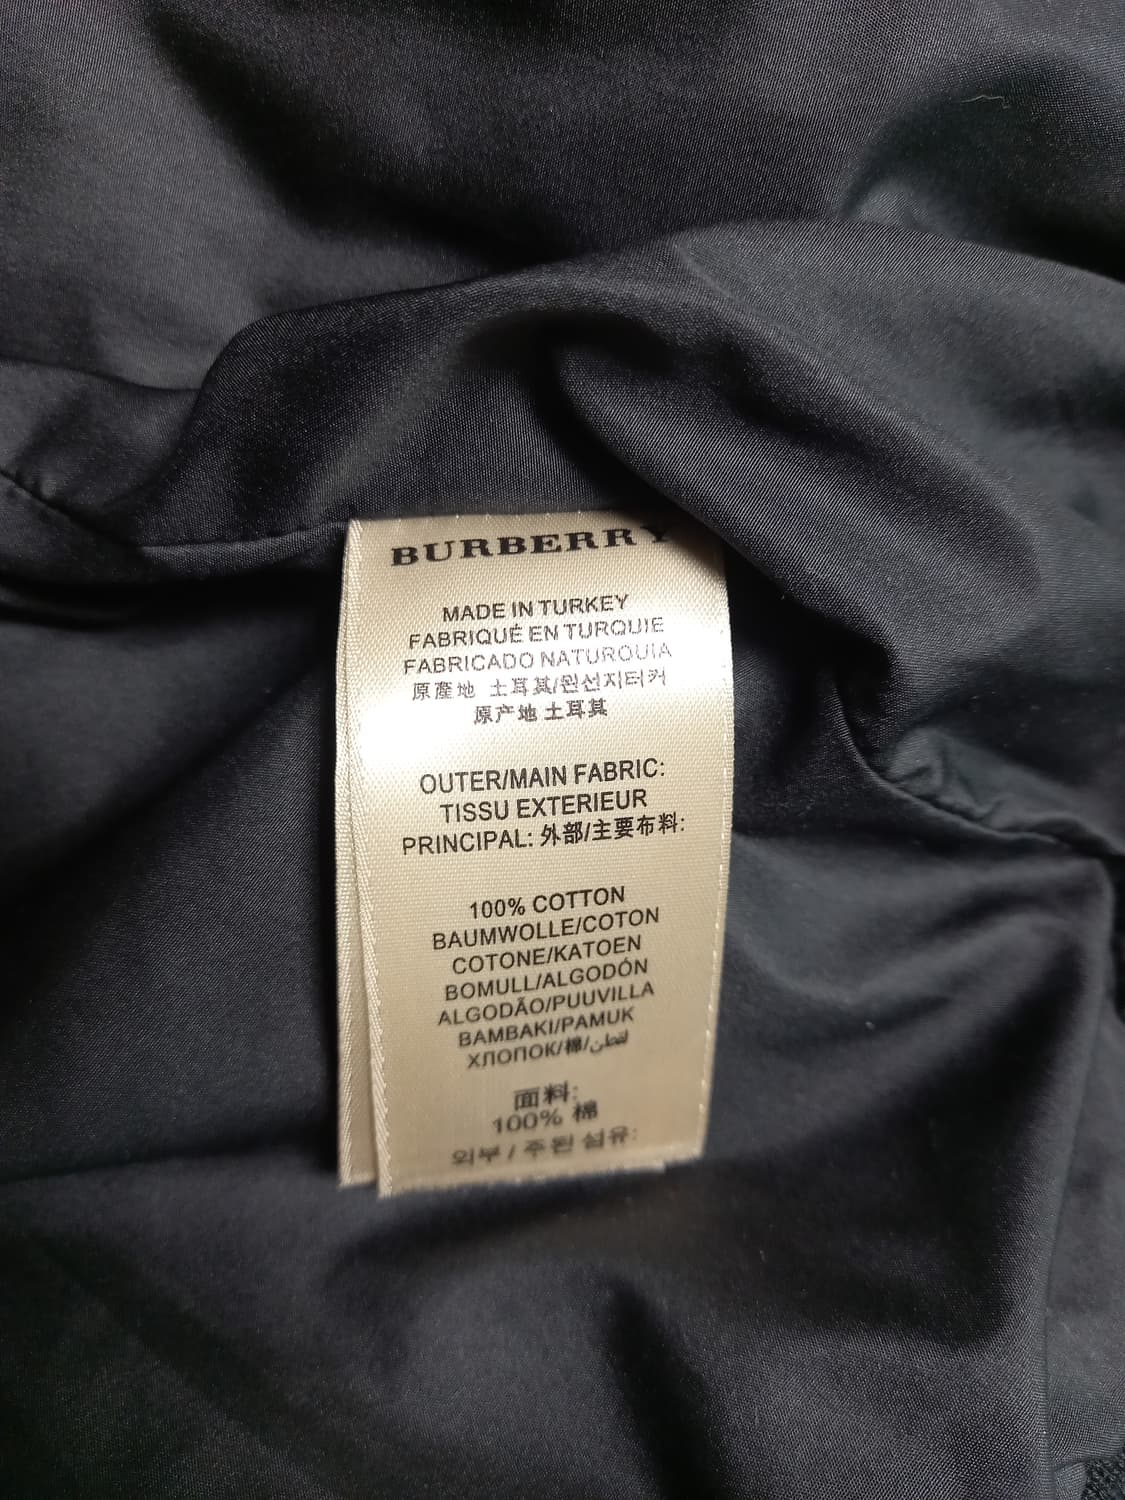 BURBERRY
MADE IN TURKEY
FABRIQUÉ EN TURQUIE
FABRICADO NATURQUIA
原產地 土耳其/원선지터키
原产地 土耳其
OUTER/MAIN FABRIC:
TISSU EXTERIEUR
PRINCIPAL: 外部/主要布料:
100% COTTON
BAUMWOLLE/COTON
COTONE/KATOEN
BOMULL/ALGODÓN
ALGODÃO/PUUVILLA
BAMBAKI/PAMUK
ХЛОПОК/棉/لقطن
面料:
100% 棉
외부 / 주된 섬유: